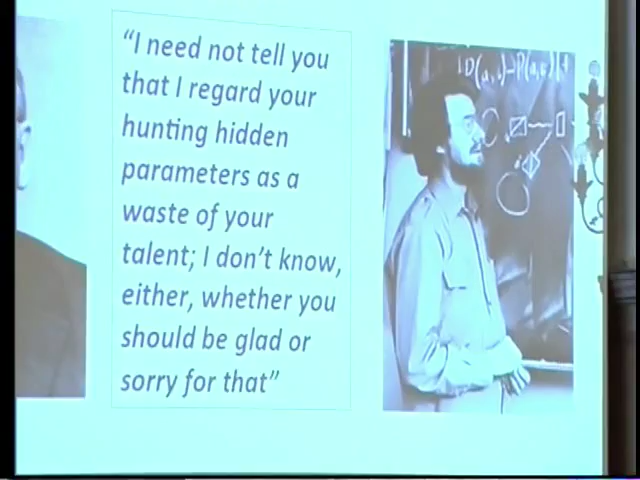 “I need not tell you
that I regard your
hunting hidden
parameters as a
waste of your
talent; I don’t know,
either, whether you
should be glad or
sorry for that”